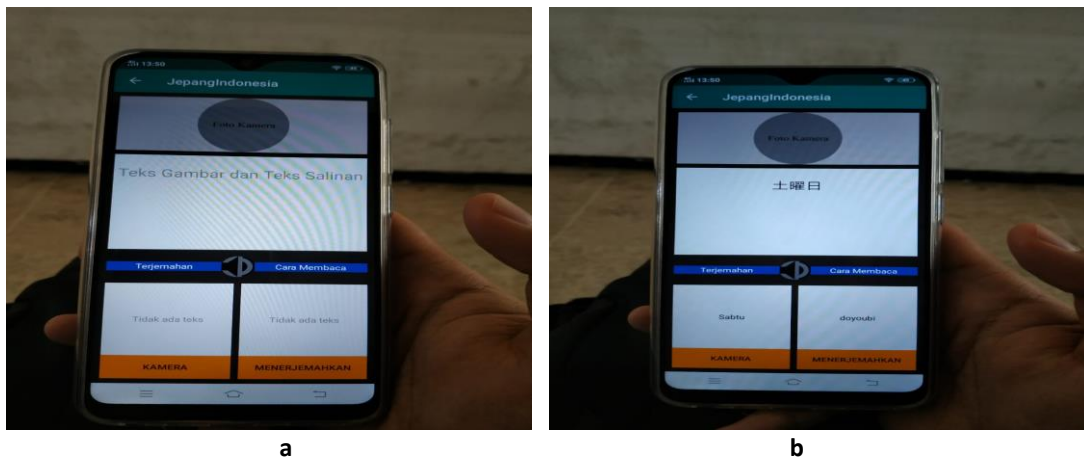 13:50
JepangIndonesia
Foto Kamera
Teks Gambar dan Teks Salinan
Terjemahan
Cara Membaca
Tidak ada teks
Tidak ada teks
KAMERA
MENERJEMAHKAN
a
13:50
JepangIndonesia
Foto Kamera
土曜日
Terjemahan
Cara Membaca
Sabtu
doyoubi
KAMERA
MENERJEMAHKAN
b